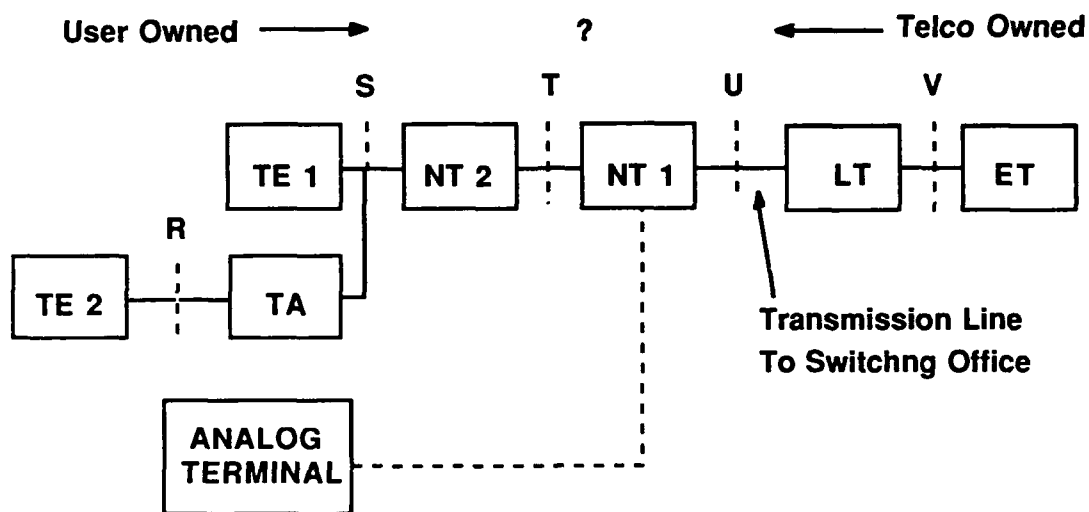 User Owned
?
Telco Owned
S
T
U
V
TE 1
NT 2
NT 1
LT
ET
R
TE 2
TA
Transmission Line
To Switchng Office
ANALOG
TERMINAL